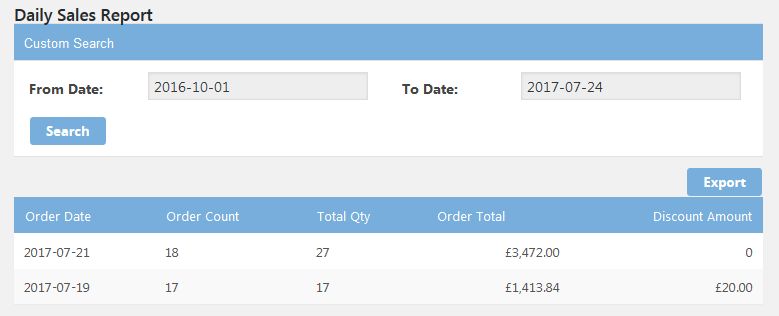 Daily Sales Report
Custom Search
From Date: 2016-10-01 To Date: 2017-07-24
Search
Export
Order Date Order Count Total Qty Order Total Discount Amount
2017-07-21 18 27 £3,472.00 0
2017-07-19 17 17 £1,413.84 £20.00